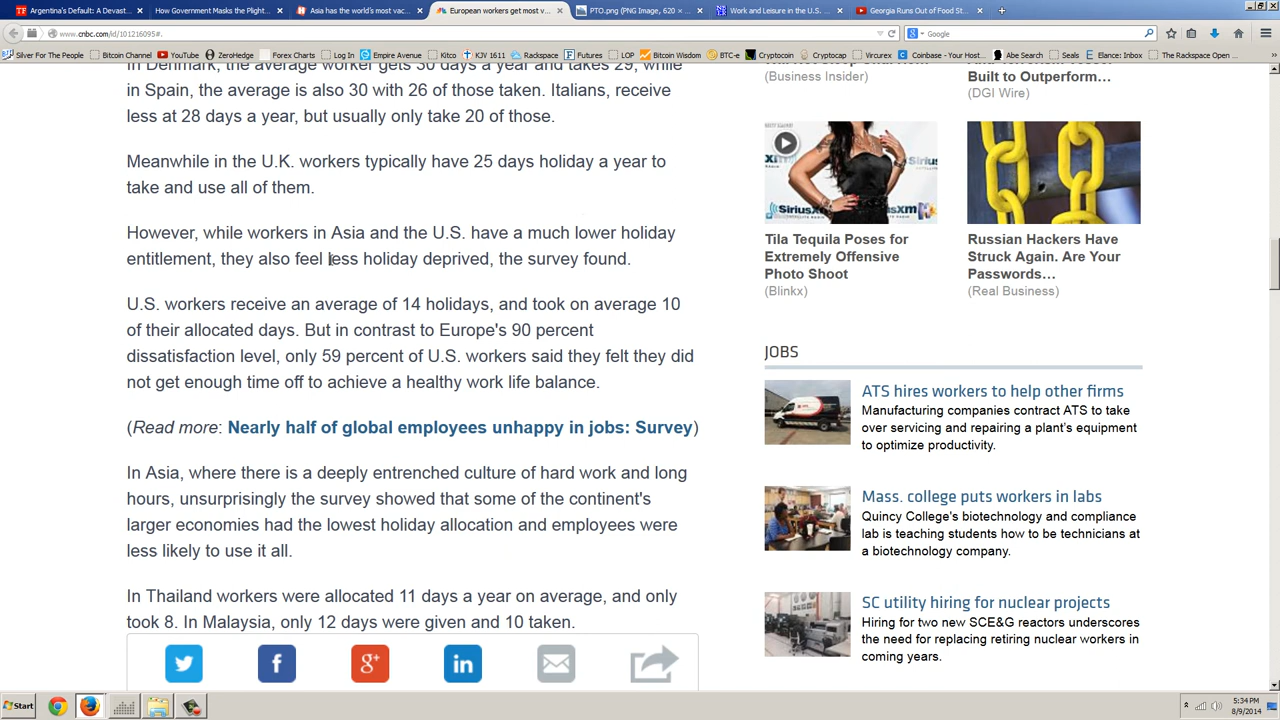 Argentina's Default: A Devast...
How Government Masks the Plight...
Asia has the world's most vac...
European workers get most v...
PTO.png (PNG Image, 620 × ...
Work and Leisure in the U.S. ...
Georgia Runs Out of Food St...
www.cnbc.com/id/101216095#.
Google
Silver For The People
Bitcoin Channel
YouTube
zeroHedge
Forex Charts
Log In
Empire Avenue
KJV 1611
Rackspace
Futures
LOP
Bitcoin Wisdom
BTC-e
Cryptocoin
Cryptocap
Vircurex
Coinbase - Your Host...
Abe Search
Seals
Elance: Inbox
The Rackspace Open ...
In Denmark, the average worker gets 30 days a year and takes 29, while
in Spain, the average is also 30 with 26 of those taken. Italians, receive
less at 28 days a year, but usually only take 20 of those.
Meanwhile in the U.K. workers typically have 25 days holiday a year to
take and use all of them.
However, while workers in Asia and the U.S. have a much lower holiday
entitlement, they also feel less holiday deprived, the survey found.
U.S. workers receive an average of 14 holidays, and took on average 10
of their allocated days. But in contrast to Europe's 90 percent
dissatisfaction level, only 59 percent of U.S. workers said they felt they did
not get enough time off to achieve a healthy work life balance.
(Read more: Nearly half of global employees unhappy in jobs: Survey)
In Asia, where there is a deeply entrenched culture of hard work and long
hours, unsurprisingly the survey showed that some of the continent's
larger economies had the lowest holiday allocation and employees were
less likely to use it all.
In Thailand workers were allocated 11 days a year on average, and only
took 8. In Malaysia, only 12 days were given and 10 taken.
(Business Insider)
Built to Outperform…
(DGI Wire)
SiriusXM
Tila Tequila Poses for
Extremely Offensive
Photo Shoot
(Blinkx)
Russian Hackers Have
Struck Again. Are Your
Passwords…
(Real Business)
JOBS
ATS hires workers to help other firms
Manufacturing companies contract ATS to take
over servicing and repairing a plant's equipment
to optimize productivity.
Mass. college puts workers in labs
Quincy College's biotechnology and compliance
lab is teaching students how to be technicians at
a biotechnology company.
SC utility hiring for nuclear projects
Hiring for two new SCE&G reactors underscores
the need for replacing retiring nuclear workers in
coming years.
Start
5:34 PM
8/9/2014